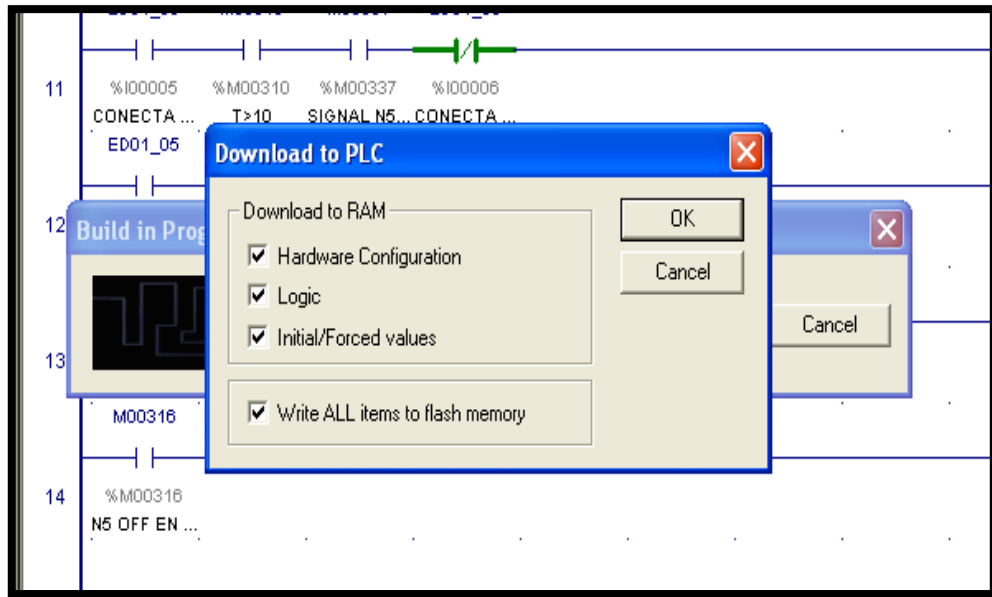 11
%I00005 %M00310 %M00337 %I00006
CONECTA ... T>10 SIGNAL N5... CONECTA ...
ED01_05
Download to PLC
Download to RAM
Hardware Configuration
Logic
Initial/Forced values
Write ALL items to flash memory
OK
Cancel
12
Build in Prog
Cancel
13
M00316
14
%M00316
N5 OFF EN ...